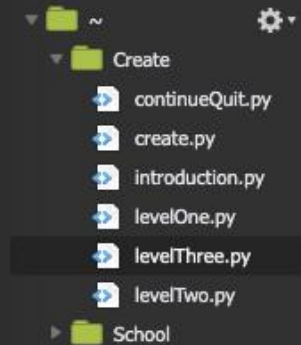 ~
Create
continueQuit.py
create.py
introduction.py
levelOne.py
levelThree.py
levelTwo.py
School